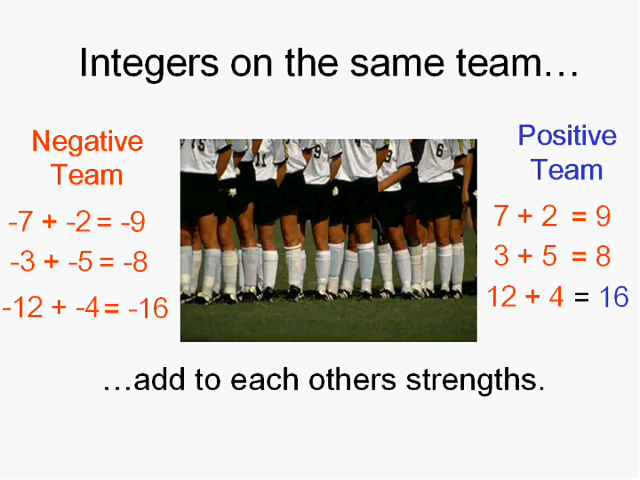 Integers on the same team…
Negative
Team
-7 + -2 = -9
-3 + -5 = -8
-12 + -4 = -16
Positive
Team
7 + 2 = 9
3 + 5 = 8
12 + 4 = 16
…add to each others strengths.